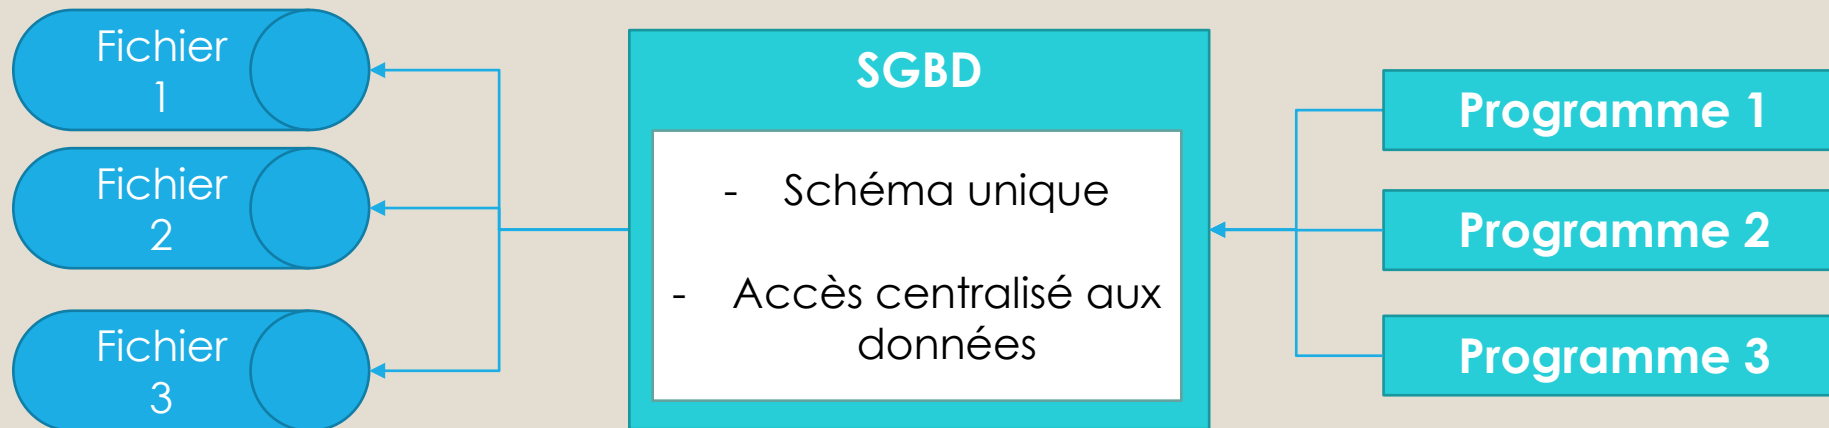 Fichier
1
Fichier
2
Fichier
3
SGBD
- Schéma unique
- Accès centralisé aux
données
Programme 1
Programme 2
Programme 3